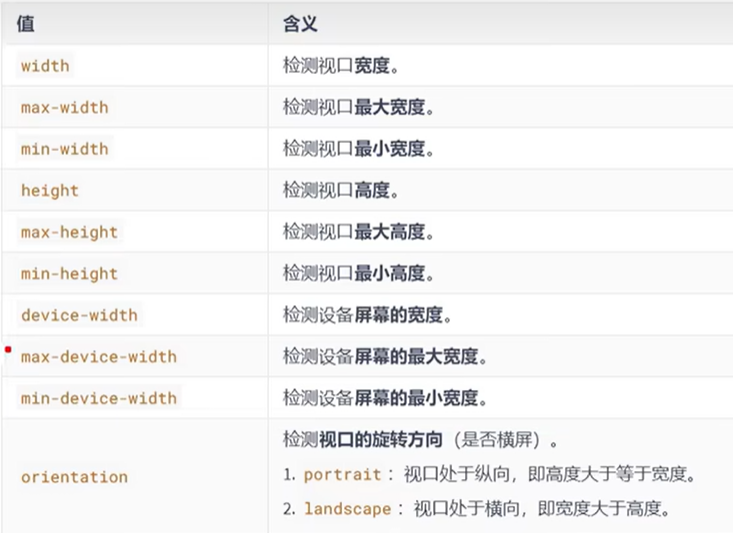 值 含义
width 检测视口宽度。
max-width 检测视口最大宽度。
min-width 检测视口最小宽度。
height 检测视口高度。
max-height 检测视口最大高度。
min-height 检测视口最小高度。
device-width 检测设备屏幕的宽度。
max-device-width 检测设备屏幕的最大宽度。
min-device-width 检测设备屏幕的最小宽度。
orientation 检测视口的旋转方向（是否横屏）。
1. portrait：视口处于纵向，即高度大于等于宽度。
2. landscape：视口处于横向，即宽度大于高度。